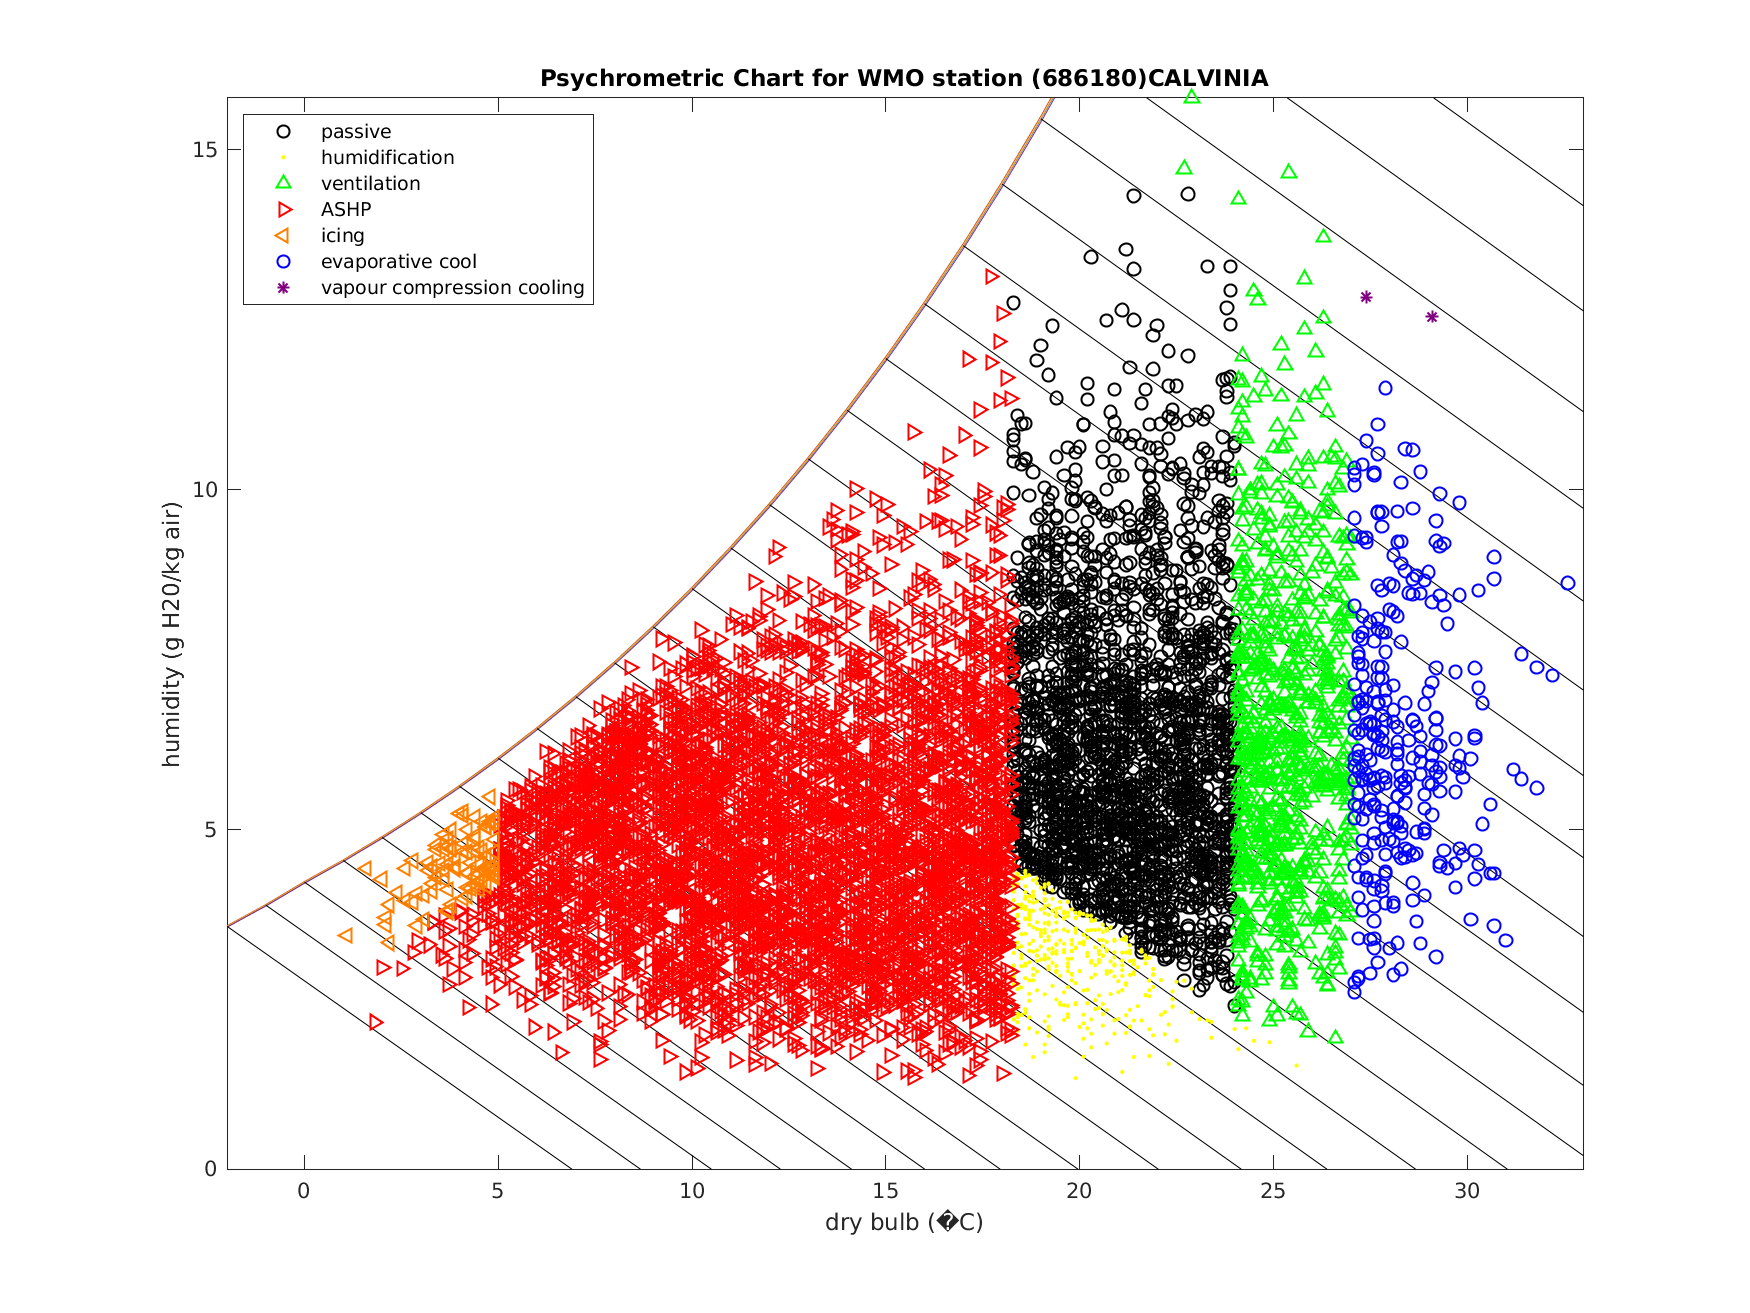 Psychrometric Chart for WMO station (686180)CALVINIA
passive
humidification
ventilation
ASHP
icing
evaporative cool
vapour compression cooling
15
10
5
0
humidity (g H20/kg air)
0 5 10 15 20 25 30
dry bulb (�C)